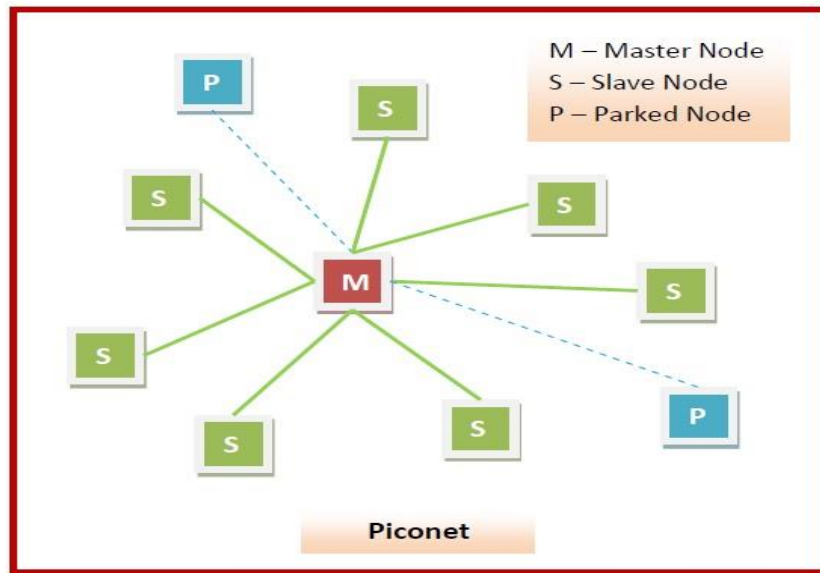 P
S
M – Master Node
S – Slave Node
P – Parked Node
S
S
M
S
S
P
S
S
Piconet